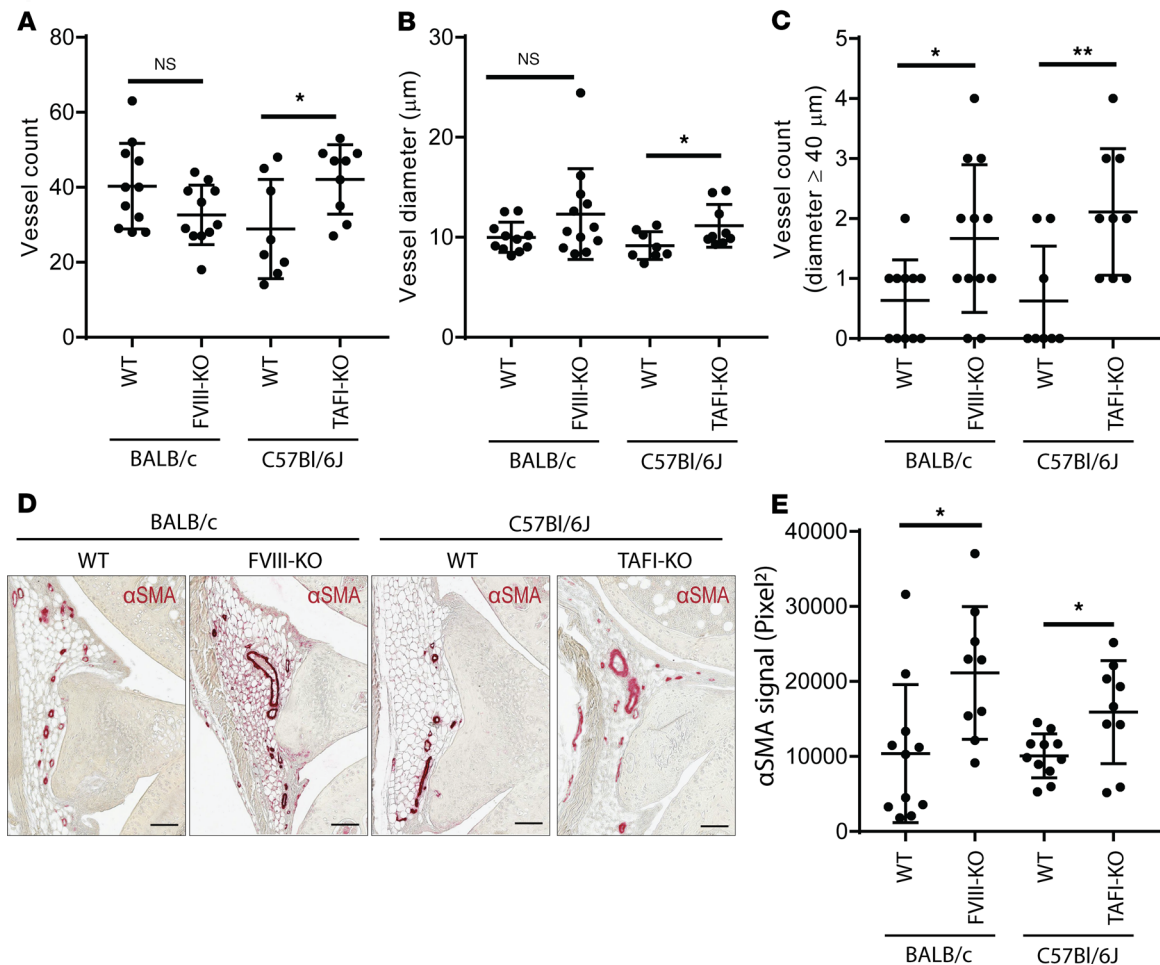 A
80
60
40
20
0
Vessel count
NS
*
WT
FVIII-KO
WT
TAFI-KO
BALB/c
C57Bl/6J
B
30
20
10
0
Vessel diameter (μm)
NS
*
WT
FVIII-KO
WT
TAFI-KO
BALB/c
C57Bl/6J
C
5
4
3
2
1
0
Vessel count
(diameter ≥ 40 μm)
*
**
WT
FVIII-KO
WT
TAFI-KO
BALB/c
C57Bl/6J
D
BALB/c
C57Bl/6J
WT
FVIII-KO
WT
TAFI-KO
αSMA
αSMA
αSMA
αSMA
E
40000
30000
20000
10000
0
αSMA signal (Pixel²)
*
*
WT
FVIII-KO
WT
TAFI-KO
BALB/c
C57Bl/6J